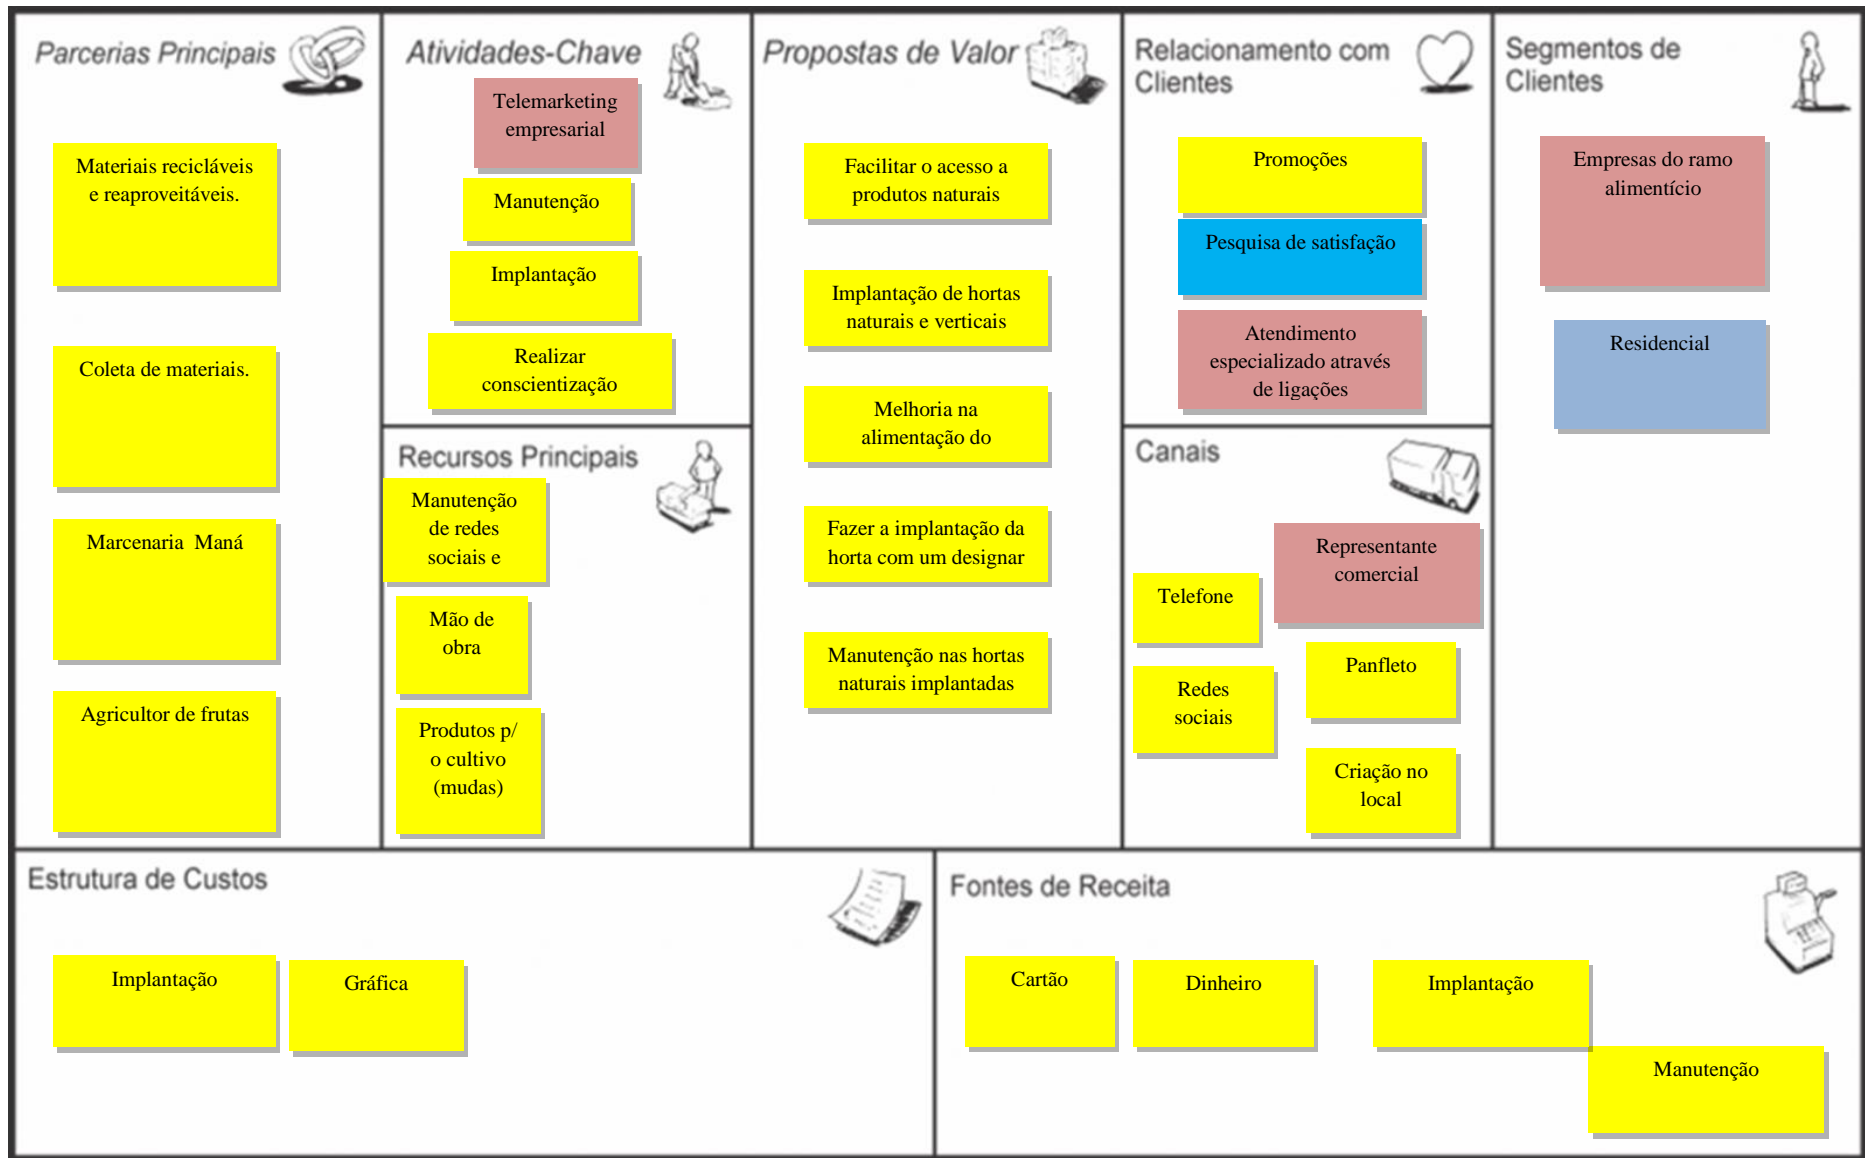 Parcerias Principais
Materiais recicláveis
e reaproveitáveis.
Coleta de materiais.
Marcenaria Maná
Agricultor de frutas
Atividades-Chave
Telemarketing
empresarial
Manutenção
Implantação
Realizar
conscientização
Recursos Principais
Manutenção
de redes
sociais e
Mão de
obra
Produtos p/
o cultivo
(mudas)
Propostas de Valor
Facilitar o acesso a
produtos naturais
Implantação de hortas
naturais e verticais
Melhoria na
alimentação do
Fazer a implantação da
horta com um designar
Manutenção nas hortas
naturais implantadas
Relacionamento com
Clientes
Promoções
Pesquisa de satisfação
Atendimento
especializado através
de ligações
Canais
Representante
comercial
Telefone
Panfleto
Redes
sociais
Criação no
local
Segmentos de
Clientes
Empresas do ramo
alimentício
Residencial
Estrutura de Custos
Implantação
Gráfica
Fontes de Receita
Cartão
Dinheiro
Implantação
Manutenção